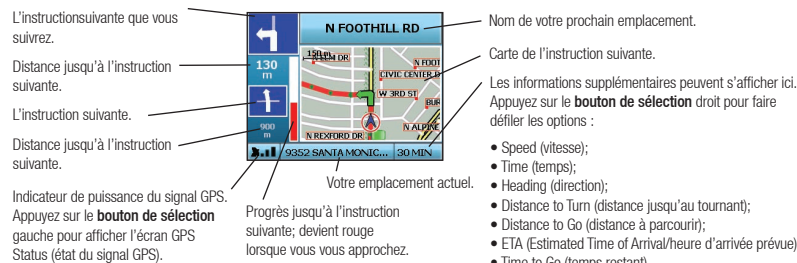 L'instructionsuivante que vous
suivrez.
Distance jusqu'à l'instruction
suivante.
L'instruction suivante.
Distance jusqu'à l'instruction
suivante.
Indicateur de puissance du signal GPS.
Appuyez sur le bouton de sélection
gauche pour afficher l'écran GPS
Status (état du signal GPS).
N FOOTHILL RD
130
m
900
m
150 m
N ELM DR
N FOOT
CIVIC CENTER D
W 3RD ST
BUR
N ALPINE
N REXFORD DR
9352 SANTA MONIC...
30 MIN
Votre emplacement actuel.
Progrès jusqu'à l'instruction
suivante; devient rouge
lorsque vous vous approchez.
Nom de votre prochain emplacement.
Carte de l'instruction suivante.
Les informations supplémentaires peuvent s'afficher ici.
Appuyez sur le bouton de sélection droit pour faire
défiler les options :
• Speed (vitesse);
• Time (temps);
• Heading (direction);
• Distance to Turn (distance jusqu'au tournant);
• Distance to Go (distance à parcourir);
• ETA (Estimated Time of Arrival/heure d'arrivée prévue)
• Time to Go (temps restant)